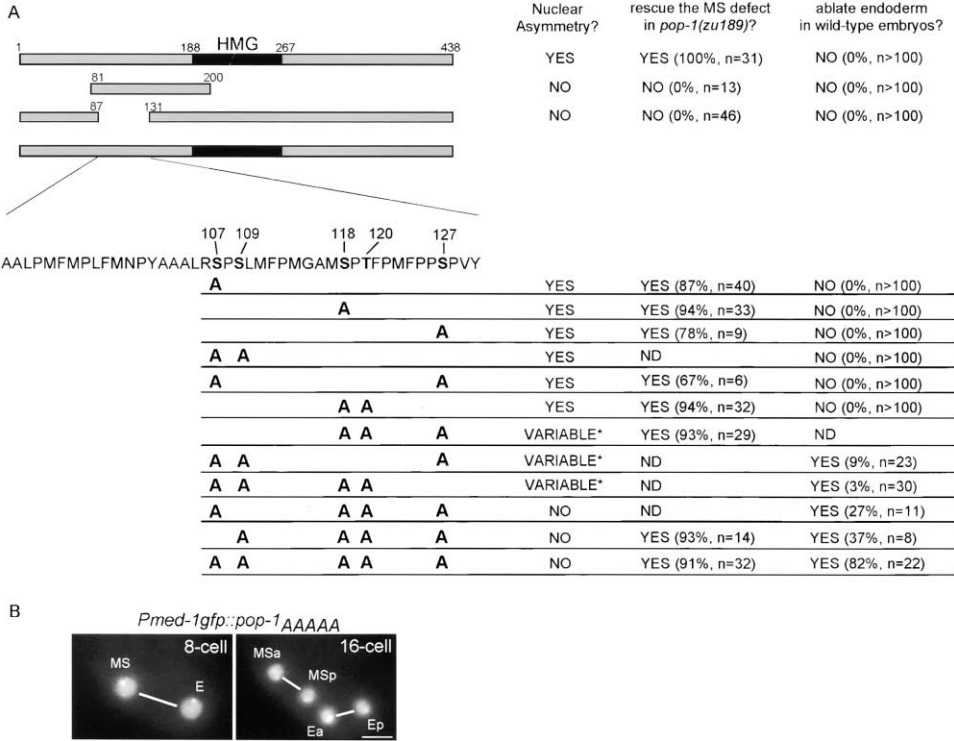 A
Nuclear Asymmetry?
rescue the MS defect in pop-1(zu189)?
ablate endoderm in wild-type embryos?
1 188 HMG 267 438
YES YES (100%, n=31) NO (0%, n>100)
81 200
NO NO (0%, n=13) NO (0%, n>100)
87 131
NO NO (0%, n=46) NO (0%, n>100)
107 109 118 120 127
AALPMFMPLFMNPYAAALRSPSLMFPMGAMSPTFPMFPPSPVY
A YES YES (87%, n=40) NO (0%, n>100)
A YES YES (94%, n=33) NO (0%, n>100)
A YES YES (78%, n=9) NO (0%, n>100)
A A YES ND NO (0%, n>100)
A A YES YES (67%, n=6) NO (0%, n>100)
A A YES YES (94%, n=32) NO (0%, n>100)
A A A VARIABLE* YES (93%, n=29) ND
A A A VARIABLE* ND YES (9%, n=23)
A A A A VARIABLE* ND YES (3%, n=30)
A A A A NO ND YES (27%, n=11)
A A A A NO YES (93%, n=14) YES (37%, n=8)
A A A A A NO YES (91%, n=32) YES (82%, n=22)
B
Pmed-1gfp::pop-1AAAAA
8-cell
MS
E
16-cell
MSa
MSp
Ea
Ep